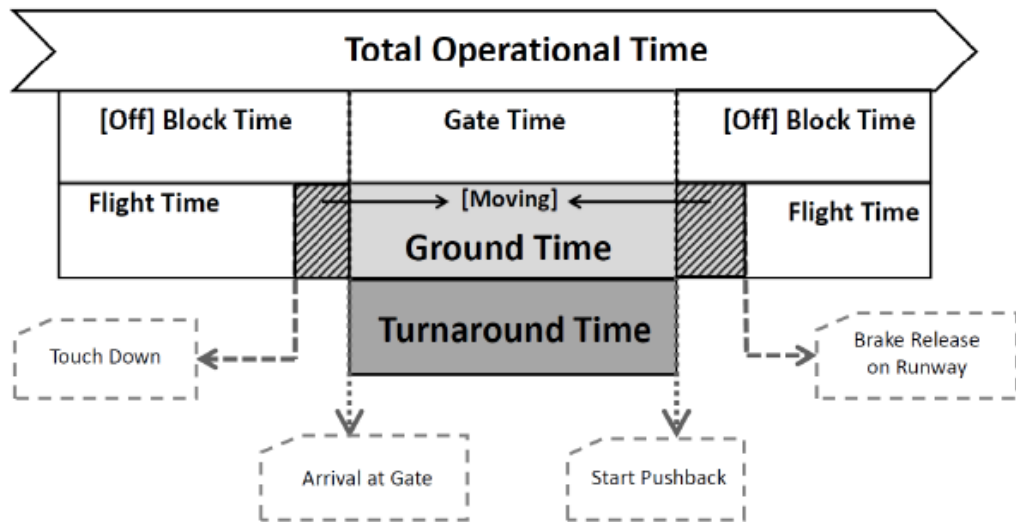 Total Operational Time
[Off] Block Time
Gate Time
[Off] Block Time
Flight Time
[Moving]
Flight Time
Ground Time
Turnaround Time
Touch Down
Brake Release
on Runway
Arrival at Gate
Start Pushback